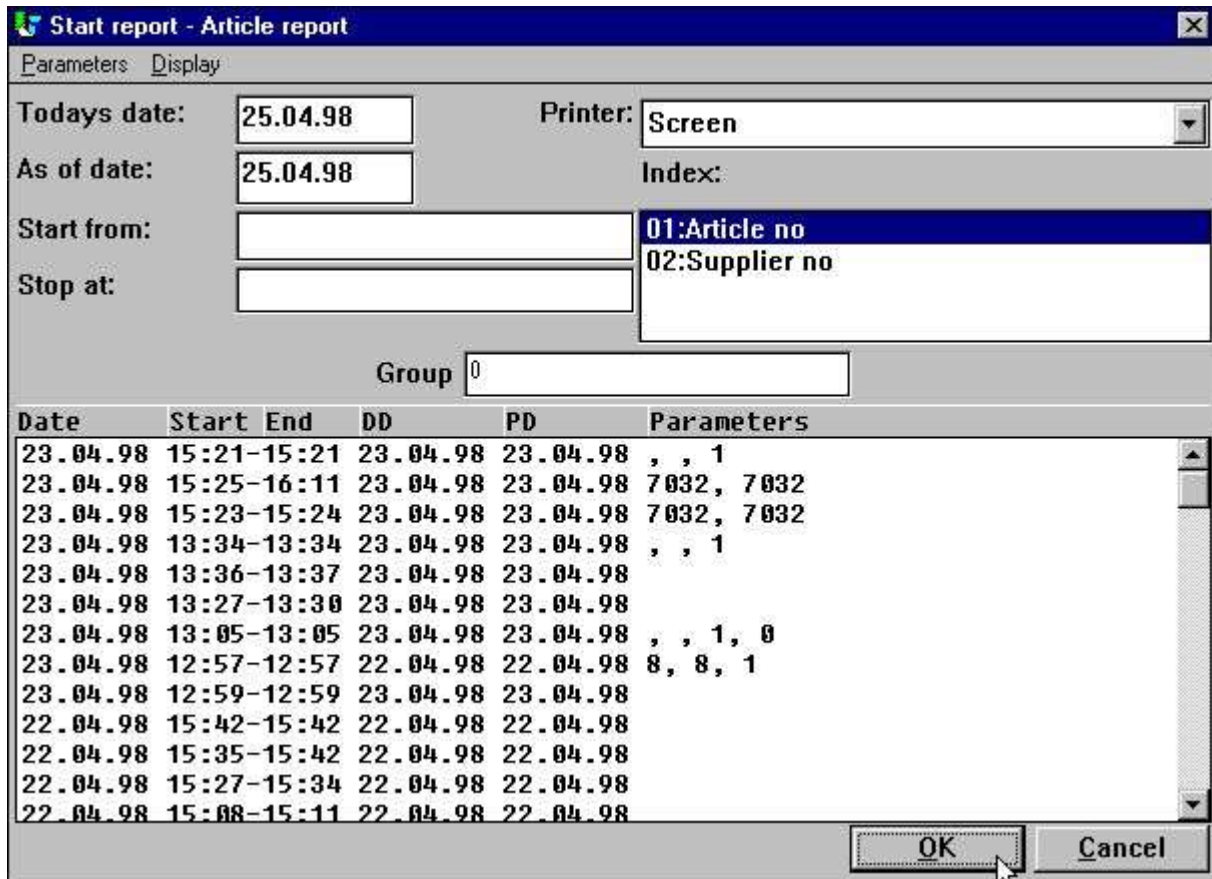 Start report - Article report
Parameters Display
Todays date: 25.04.98 Printer: Screen
As of date: 25.04.98 Index:
Start from: 01:Article no
02:Supplier no
Stop at:
Group 0
Date Start End DD PD Parameters
23.04.98 15:21-15:21 23.04.98 23.04.98 , , 1
23.04.98 15:25-16:11 23.04.98 23.04.98 7032, 7032
23.04.98 15:23-15:24 23.04.98 23.04.98 7032, 7032
23.04.98 13:34-13:34 23.04.98 23.04.98 , , 1
23.04.98 13:36-13:37 23.04.98 23.04.98
23.04.98 13:27-13:30 23.04.98 23.04.98
23.04.98 13:05-13:05 23.04.98 23.04.98 , , 1, 0
23.04.98 12:57-12:57 22.04.98 22.04.98 8, 8, 1
23.04.98 12:59-12:59 23.04.98 23.04.98
22.04.98 15:42-15:42 22.04.98 22.04.98
22.04.98 15:35-15:42 22.04.98 22.04.98
22.04.98 15:27-15:34 22.04.98 22.04.98
22.04.98 15:08-15:11 22.04.98 22.04.98
OK Cancel